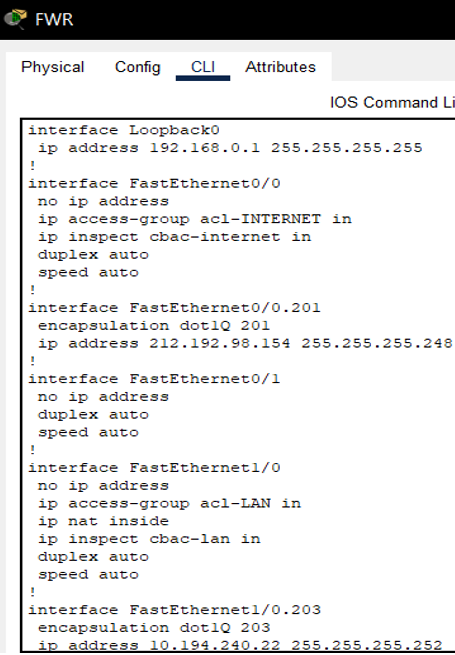 FWR
Physical Config CLI Attributes
IOS Command Li
interface Loopback0
ip address 192.168.0.1 255.255.255.255
!
interface FastEthernet0/0
no ip address
ip access-group acl-INTERNET in
ip inspect cbac-internet in
duplex auto
speed auto
!
interface FastEthernet0/0.201
encapsulation dot1Q 201
ip address 212.192.98.154 255.255.255.248
!
interface FastEthernet0/1
no ip address
duplex auto
speed auto
!
interface FastEthernet1/0
no ip address
ip access-group acl-LAN in
ip nat inside
ip inspect cbac-lan in
duplex auto
speed auto
!
interface FastEthernet1/0.203
encapsulation dot1Q 203
ip address 10.194.240.22 255.255.255.252